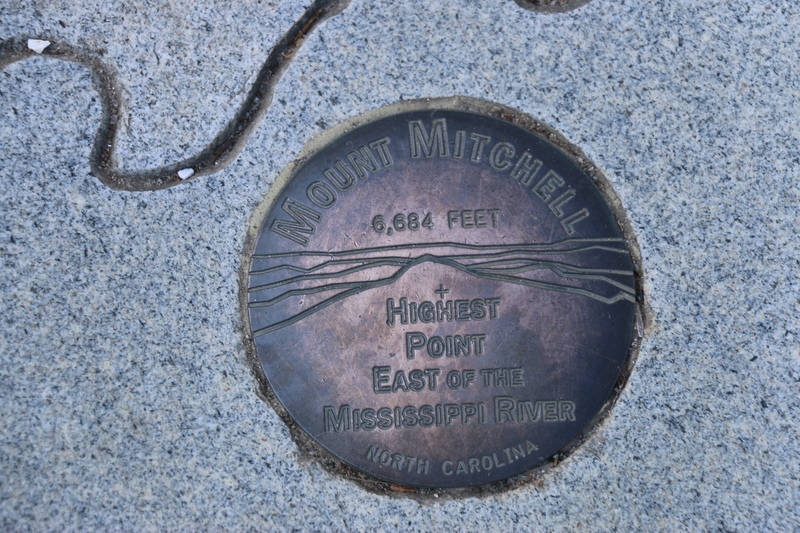 MOUNT MITCHELL
6,684 FEET
HIGHEST
POINT
EAST OF THE
MISSISSIPPI RIVER
NORTH CAROLINA